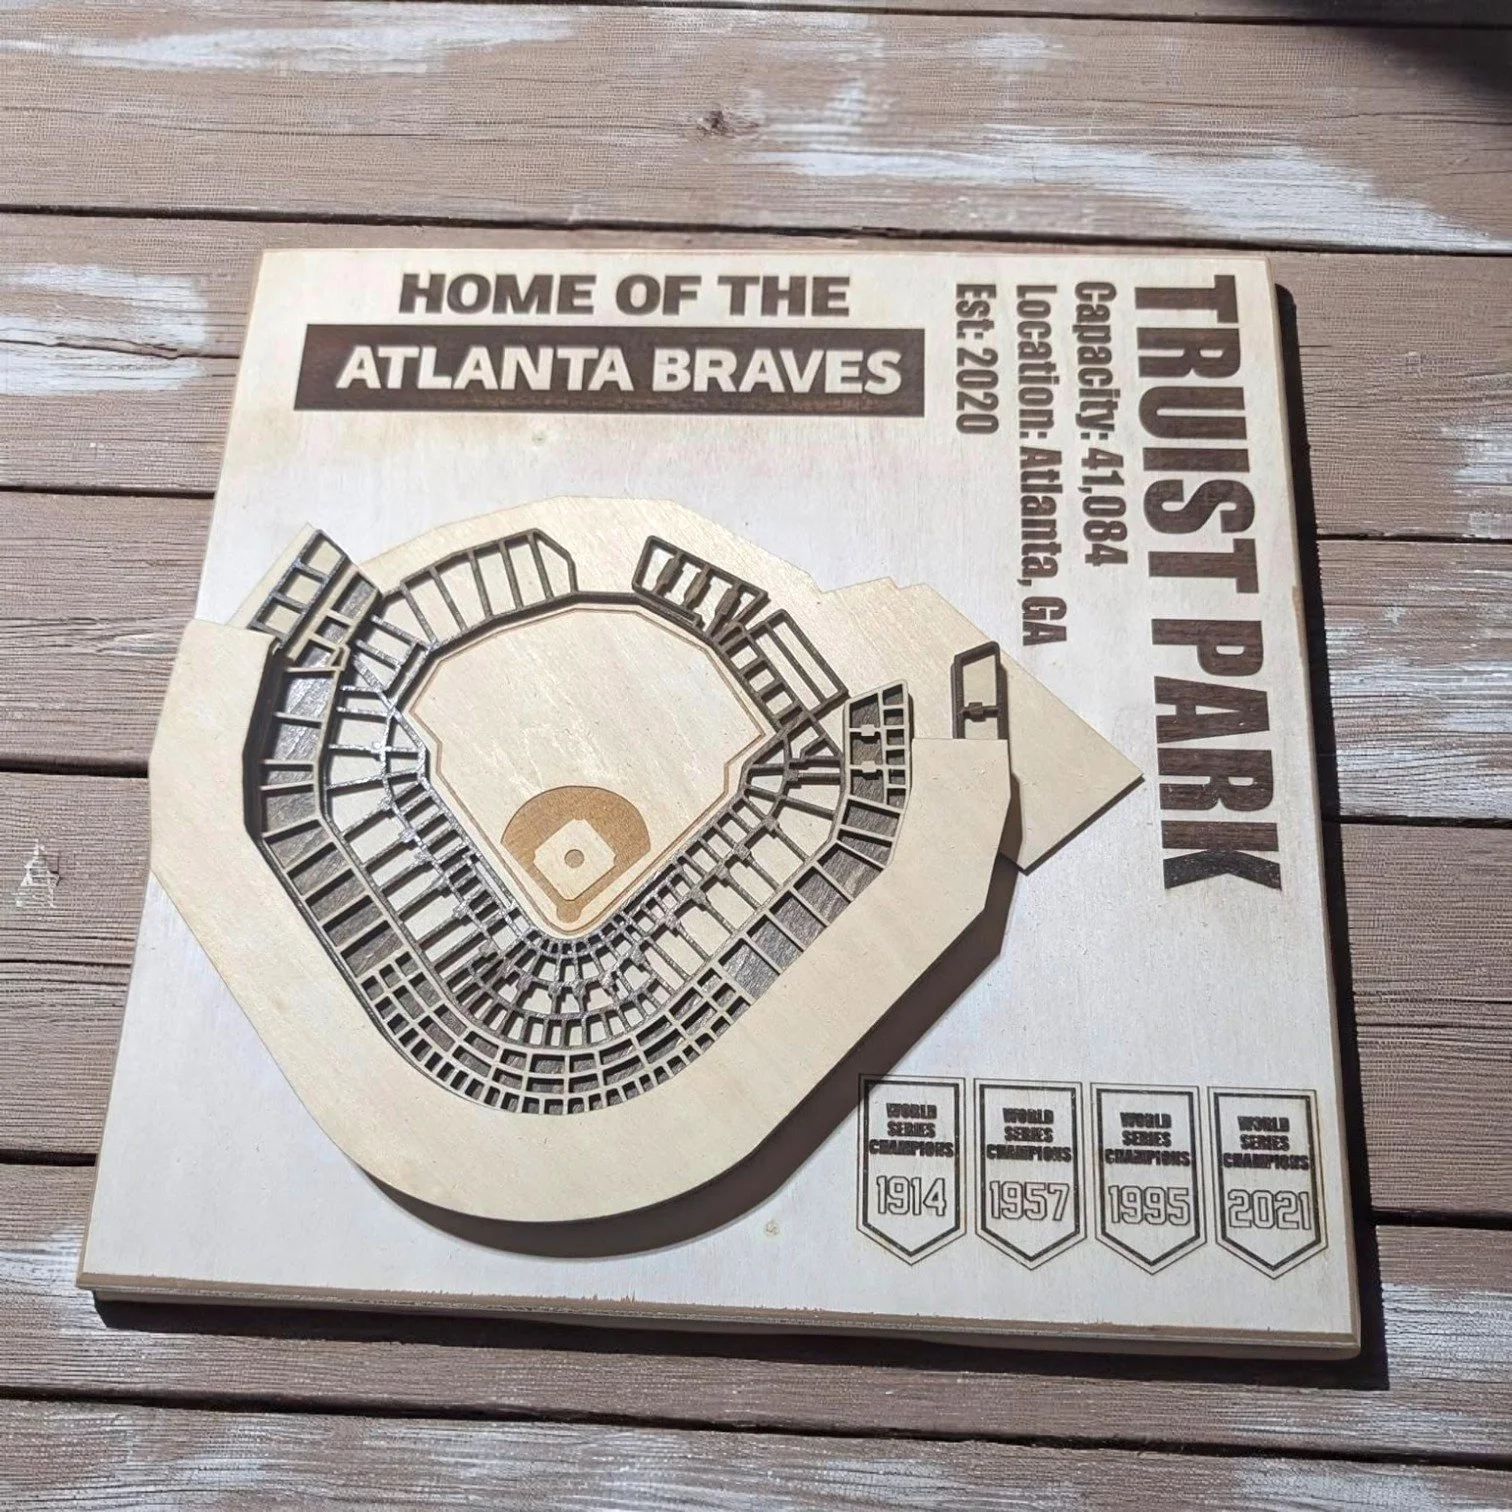 HOME OF THE
ATLANTA BRAVES
TRUIST PARK
Capacity: 41,084
Location: Atlanta, GA
Est: 2020
WORLD
SERIES
CHAMPIONS
1914
WORLD
SERIES
CHAMPIONS
1957
WORLD
SERIES
CHAMPIONS
1995
WORLD
SERIES
CHAMPIONS
2021